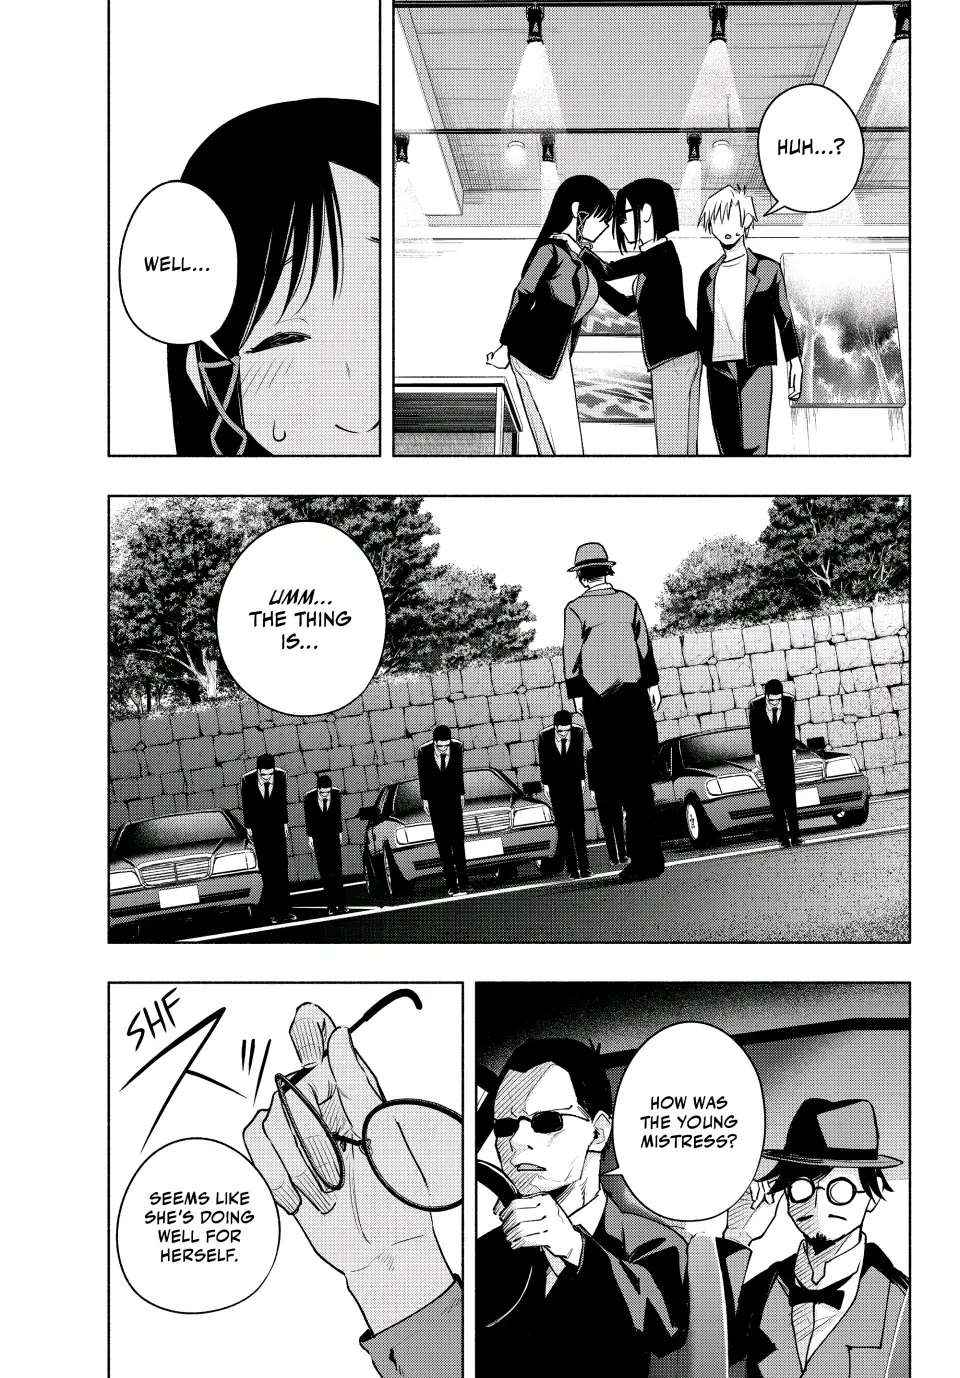 HUH...?
WELL...
UMM...
THE THING
IS...
HOW WAS
THE YOUNG
MISTRESS?
SHF
SEEMS LIKE
SHE'S DOING
WELL FOR
HERSELF.